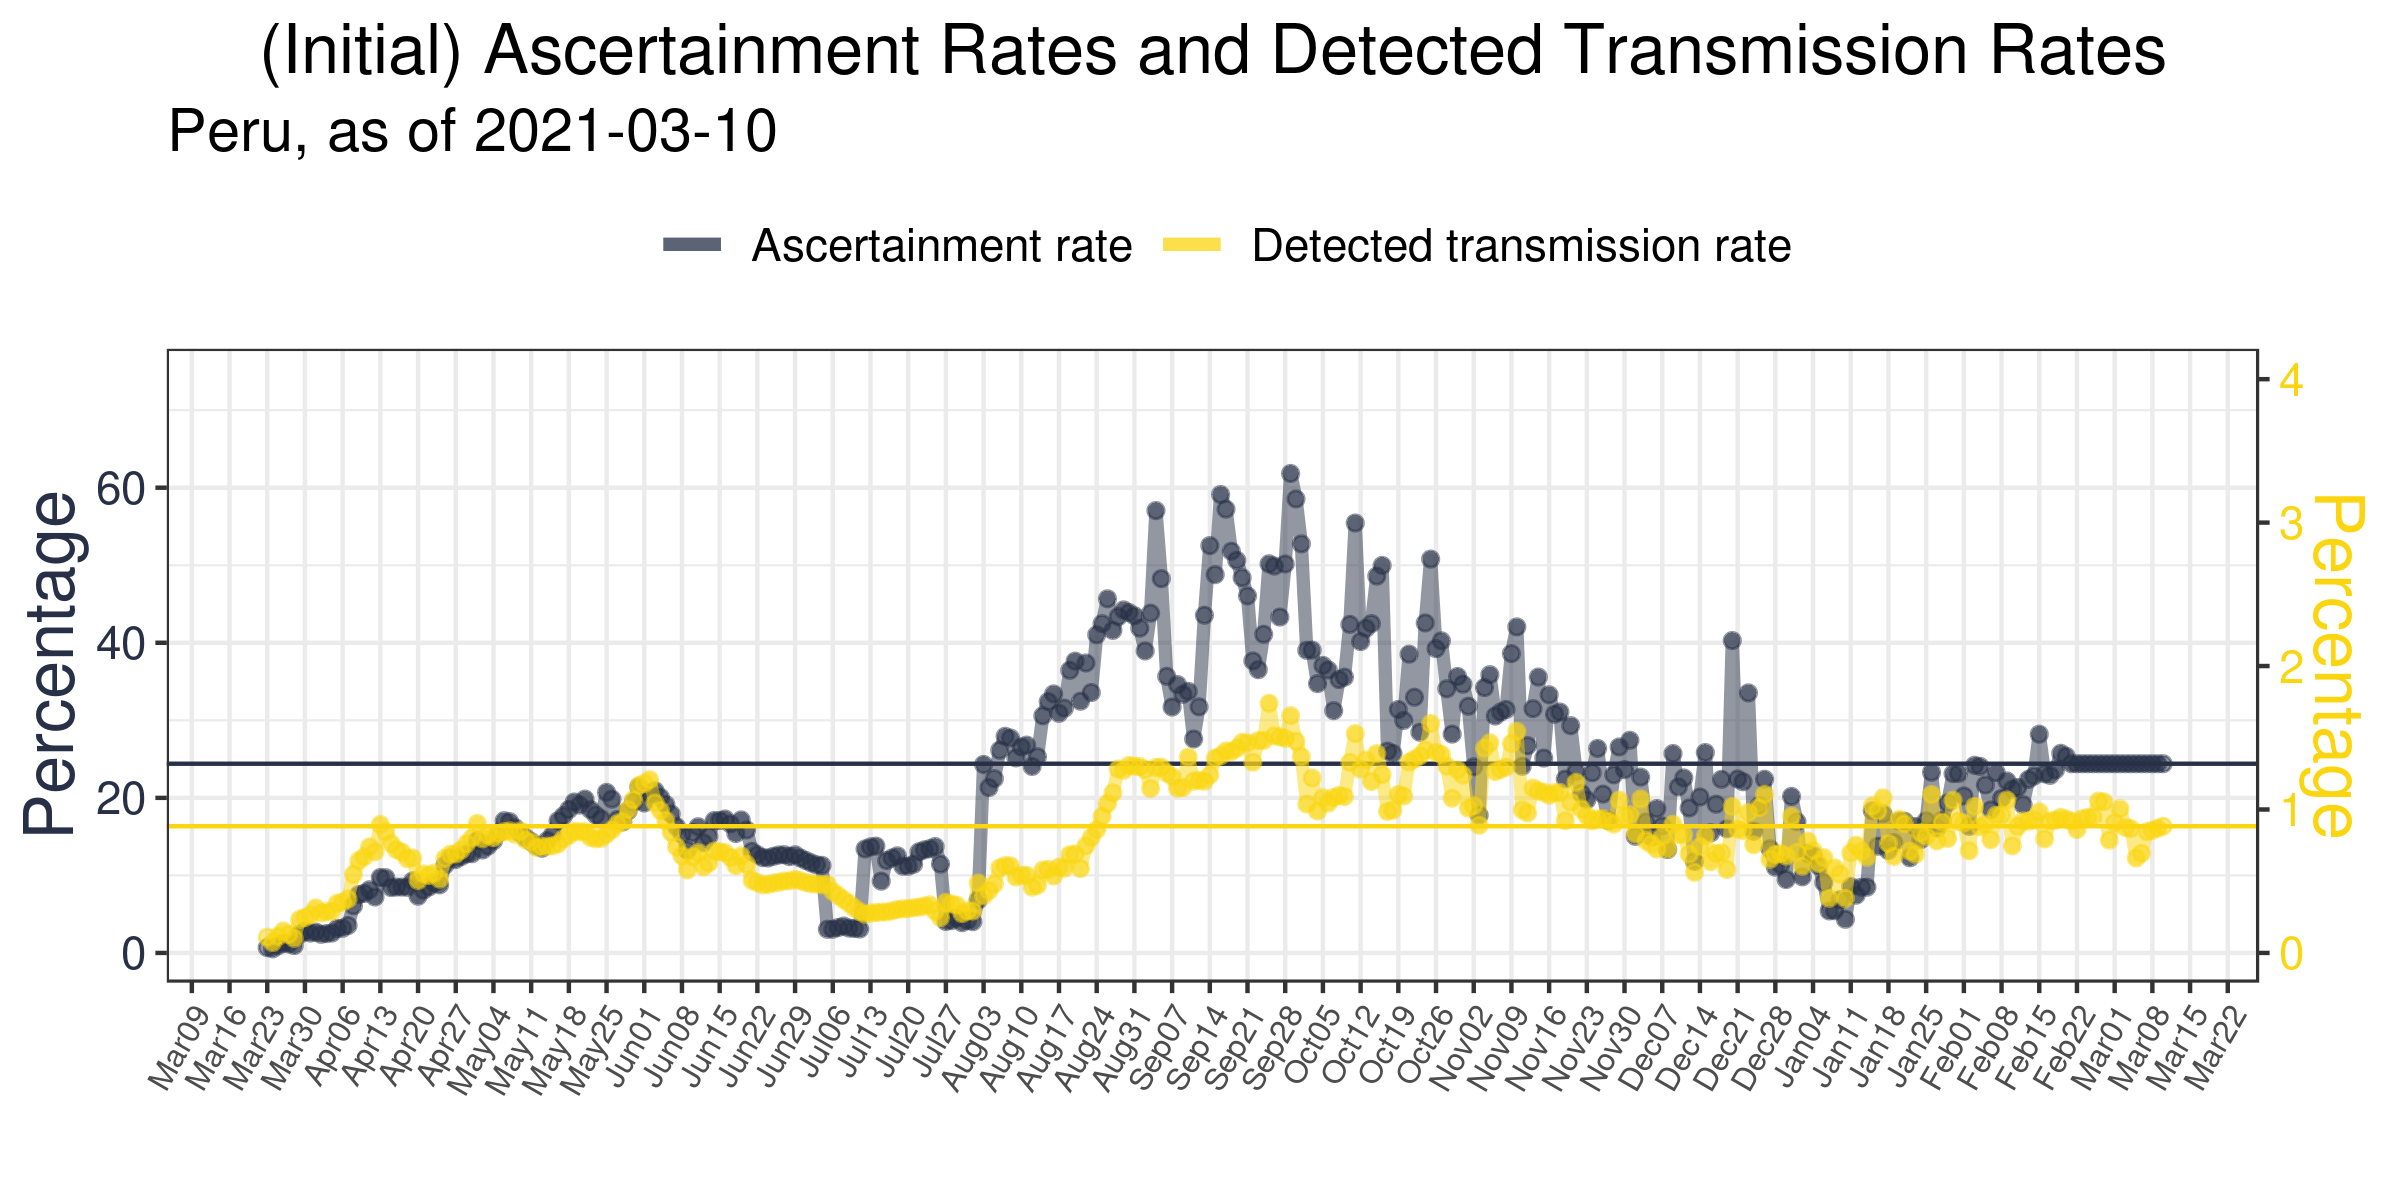 (Initial) Ascertainment Rates and Detected Transmission Rates
Peru, as of 2021-03-10
Ascertainment rate Detected transmission rate
Percentage
60
40
20
0
4
3
2
1
0
Percentage
Mar09 Mar16 Mar23 Mar30 Apr06 Apr13 Apr20 Apr27 May04 May11 May18 May25 Jun01 Jun08 Jun15 Jun22 Jun29 Jul06 Jul13 Jul20 Jul27 Aug03 Aug10 Aug17 Aug24 Aug31 Sep07 Sep14 Sep21 Sep28 Oct05 Oct12 Oct19 Oct26 Nov02 Nov09 Nov16 Nov23 Nov30 Dec07 Dec14 Dec21 Dec28 Jan04 Jan11 Jan18 Jan25 Feb01 Feb08 Feb15 Feb22 Mar01 Mar08 Mar15 Mar22